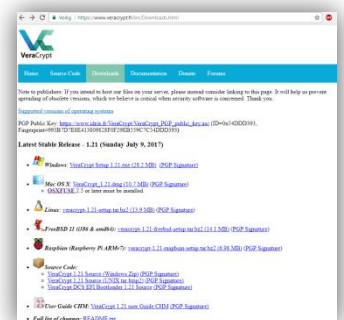 Veilig | https://www.veracrypt.fr/en/Downloads.html
VeraCrypt
Home Source Code Downloads Documentation Donate Forums
Note to publishers: If you intend to host our files on your server, please instead consider linking to this page. It will help us prevent
spreading of obsolete versions, which we believe is critical when security software is concerned. Thank you.
Supported versions of operating systems
PGP Public Key: https://www.idrix.fr/VeraCrypt/VeraCrypt_PGP_public_key.asc (ID=0x54DDD393,
Latest Stable Release - 1.21 (Sunday July 9, 2017)
Windows: VeraCrypt Setup 1.21.exe (28.2 MB) (PGP Signature)
Mac OS X: VeraCrypt_1.21.dmg (10.7 MB) (PGP Signature)
OSXFUSE 2.5 or later must be installed.
Linux: veracrypt-1.21-setup.tar.bz2 (13.9 MB) (PGP Signature)
FreeBSD 11 (i386 & amd64): veracrypt-1.21-freebsd-setup.tar.bz2 (14.1 MB) (PGP Signature)
Raspbian (Raspberry Pi ARMv7): veracrypt-1.21-raspbian-setup.tar.bz2 (6.98 MB) (PGP Signature)
Source Code:
VeraCrypt 1.21 Source (Windows Zip) (PGP Signature)
VeraCrypt 1.21 Source (UNIX tar bzip2) (PGP Signature)
VeraCrypt DCS EFI Bootloader 1.21 Source (PGP Signature)
User Guide CHM: VeraCrypt 1.21 user Guide CHM (PGP Signature)
Full list of changes: README.txt